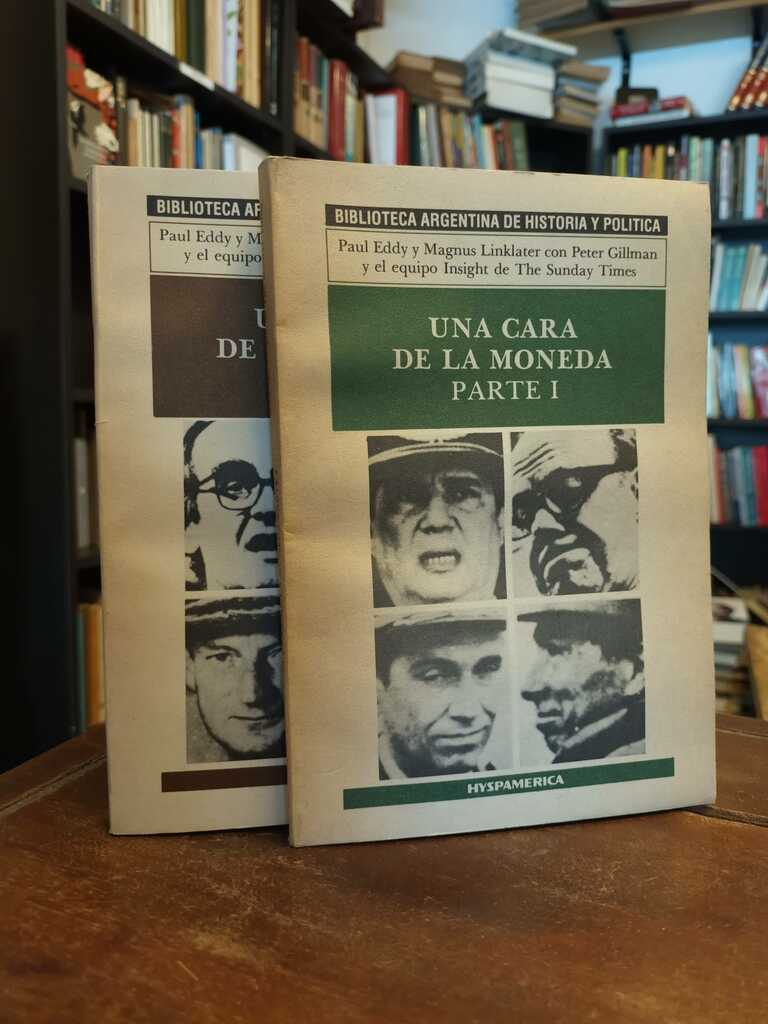 BIBLIOTECA AR
Paul Eddy y M
y el equipo
U
DE
BIBLIOTECA ARGENTINA DE HISTORIA Y POLITICA
Paul Eddy y Magnus Linklater con Peter Gillman
y el equipo Insight de The Sunday Times
UNA CARA
DE LA MONEDA
PARTE I
HYSPAMERICA